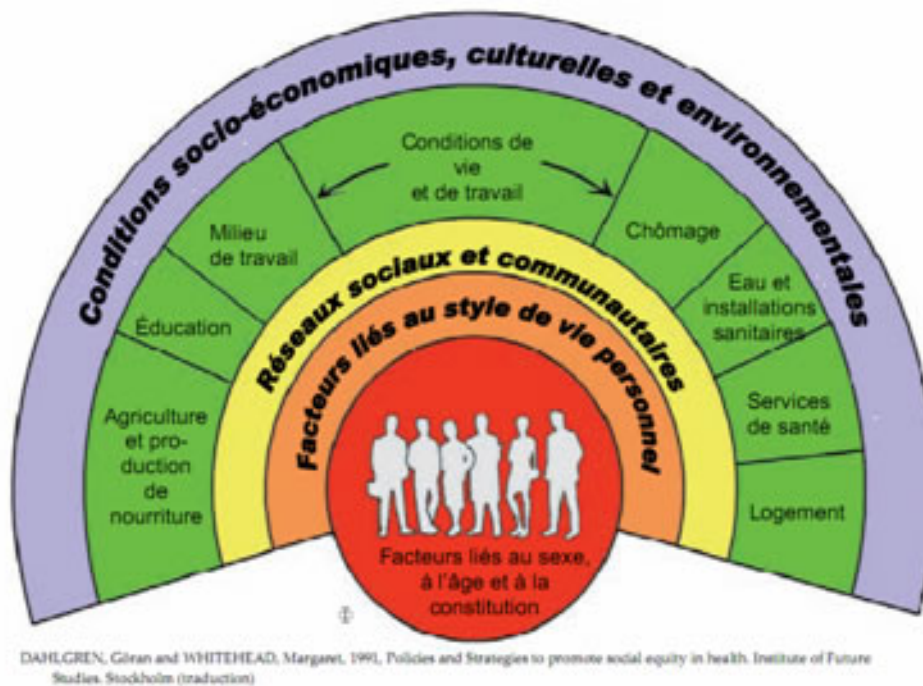 Conditions socio-économiques, culturelles et environnementales
Conditions de
vie
et de travail
Milieu
de travail
Éducation
Agriculture
et pro-
duction
de
nourriture
Chômage
Eau et
installations
sanitaires
Services
de santé
Logement
Réseaux sociaux et communautaires
Facteurs liés au style de vie personnel
Facteurs liés au sexe,
à l'âge et à la
constitution
DAHLGREN, Göran and WHITEHEAD, Margaret, 1991, Policies and Strategies to promote social equity in health. Institute of Future
Studies. Stockholm (traduction)